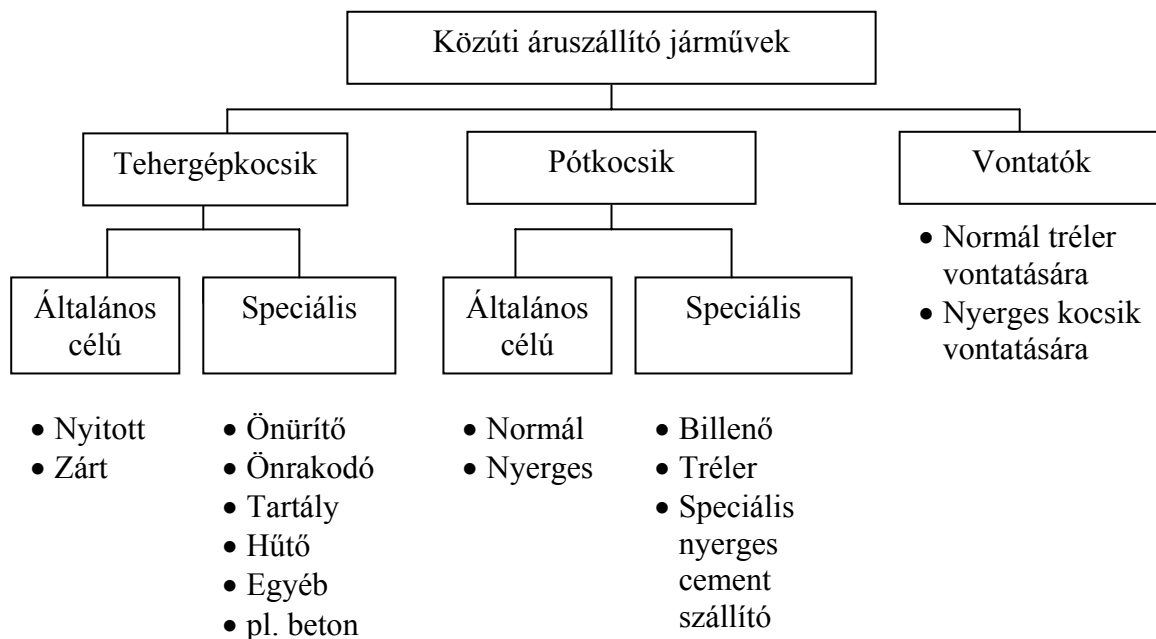 Közúti áruszállító járművek
Tehergépkocsik
Pótkocsik
Vontatók
• Normál tréler
vontatására
• Nyerges kocsik
vontatására
Általános
célú
Speciális
Általános
célú
Speciális
• Nyitott
• Zárt
• Önürítő
• Önrakodó
• Tartály
• Hűtő
• Egyéb
• pl. beton
• Normál
• Nyerges
• Billenő
• Tréler
• Speciális
nyerges
cement
szállító